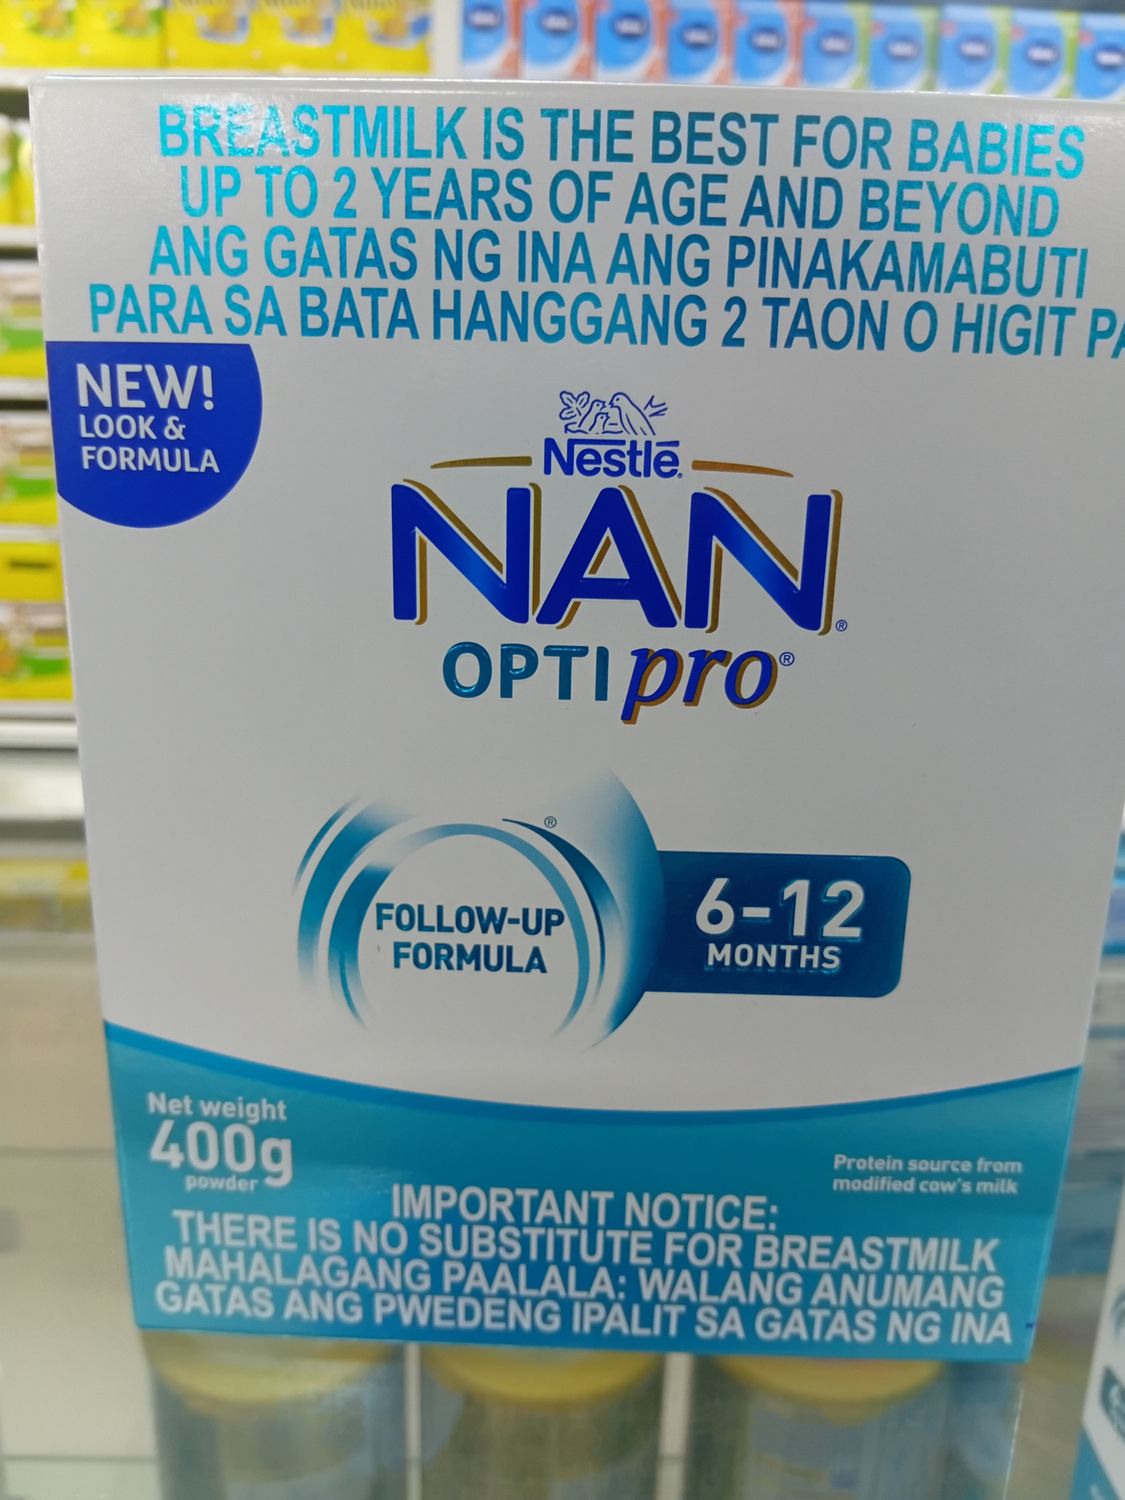 BREASTMILK IS THE BEST FOR BABIES
UP TO 2 YEARS OF AGE AND BEYOND
ANG GATAS NG INA ANG PINAKAMABUTI
PARA SA BATA HANGGANG 2 TAON O HIGIT PA
NEW!
LOOK &
FORMULA
Nestlé®
NAN®
OPTIpro®
®
FOLLOW-UP
FORMULA
6-12
MONTHS
Net weight
400g
powder
Protein source from
modified cow's milk
IMPORTANT NOTICE:
THERE IS NO SUBSTITUTE FOR BREASTMILK
MAHALAGANG PAALALA: WALANG ANUMANG
GATAS ANG PWEDENG IPALIT SA GATAS NG INA